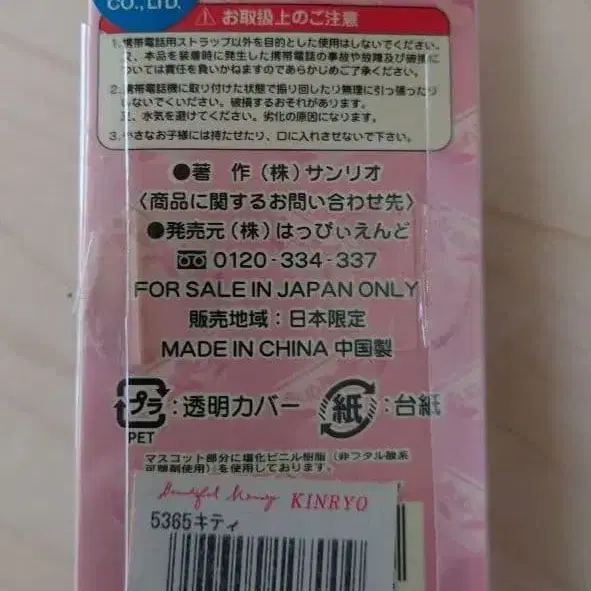 CO., LTD.
お取扱上のご注意
1.携帯電話用ストラップ以外を目的とした使用はしないでください。
又、本品を装着時に発生した携帯電話の事故や故障及び破損に
ついては責任を負いかねますのであらかじめご了承ください。
2.携帯電話機に取り付けた状態で振り回したり無理に引っ張ったり
しないでください。破損するおそれがあります。
又、水気を避けてください。劣化の原因になります。
3.小さなお子様には持たせたり、口に入れさせないで下さい。
●著 作(株)サンリオ
〈商品に関するお問い合わせ先〉
●発売元(株)はっぴぃえんど
0120-334-337
FOR SALE IN JAPAN ONLY
販売地域:日本限定
MADE IN CHINA 中国製
プラ:透明カバー 紙:台紙
PET
マスコット部分に塩化ビニル樹脂(非フタル酸系
可塑剤使用)を使用しております。
Beautiful Money KINRYO
5365キティ